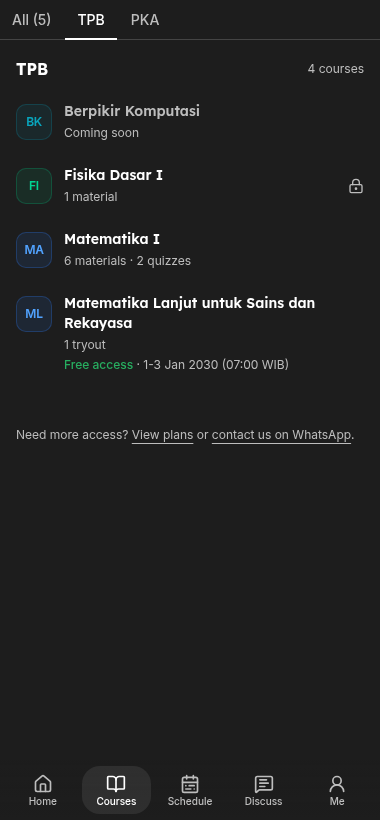 All (5) TPB PKA
TPB 4 courses
BK Berpikir Komputasi
Coming soon
FI Fisika Dasar I
1 material
MA Matematika I
6 materials · 2 quizzes
ML Matematika Lanjut untuk Sains dan
Rekayasa
1 tryout
Free access · 1-3 Jan 2030 (07:00 WIB)
Need more access? View plans or contact us on WhatsApp.
Home Courses Schedule Discuss Me